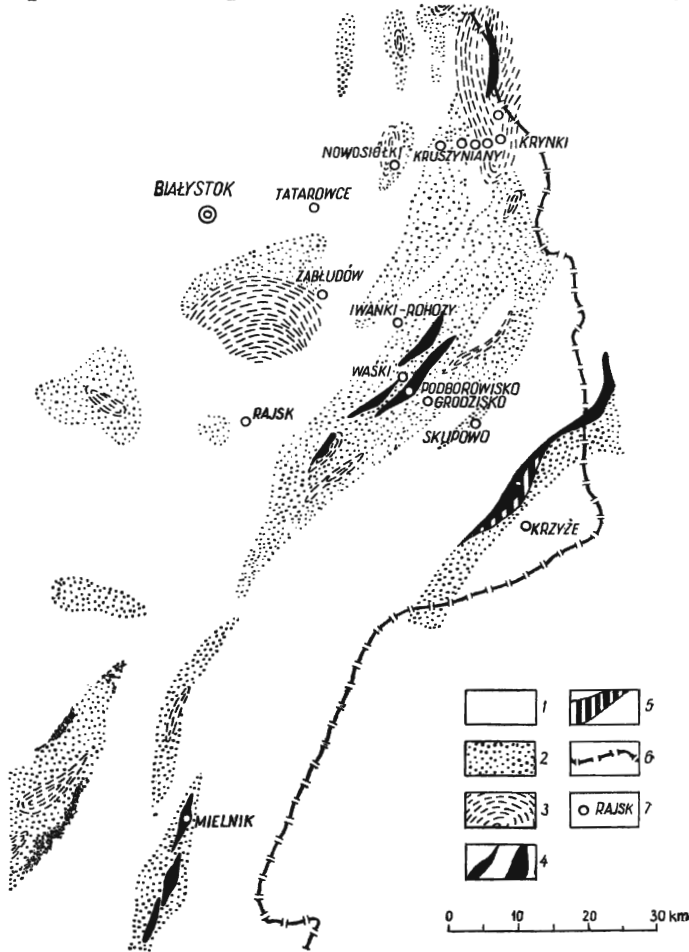 KRYNKI
NOWOSIÓŁKI
KRUSZYNIANY
BIAŁYSTOK
TATAROWCE
ZABŁUDÓW
IWANKI-ROHOZY
WAŚKI
PODBOROWISKO
GRODZISKO
RAJSK
SKUPOWO
KRZYŻE
MIELNIK
1
5
2
6
3
RAJSK
7
4
0
10
20
30 km